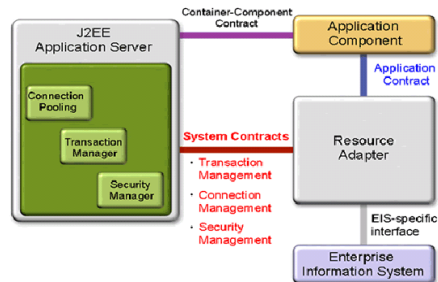 J2EE
Application Server
Connection
Pooling
Transaction
Manager
Security
Manager
Container-Component
Contract
Application
Component
Application
Contract
System Contracts
· Transaction
Management
· Connection
Management
· Security
Management
Resource
Adapter
EIS-specific
interface
Enterprise
Information System